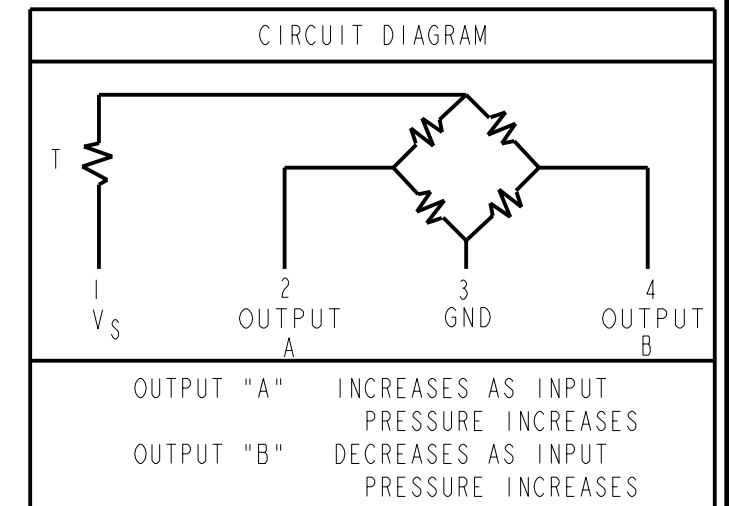 CIRCUIT DIAGRAM
T
1 2 3 4
VS OUTPUT GND OUTPUT
A B
OUTPUT "A" INCREASES AS INPUT
PRESSURE INCREASES
OUTPUT "B" DECREASES AS INPUT
PRESSURE INCREASES